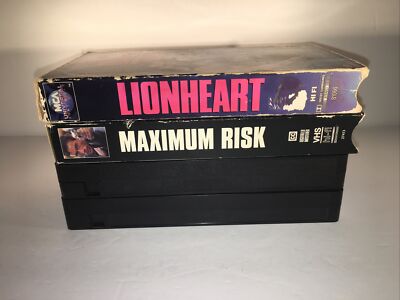 LIONHEART
HI FI
MAXIMUM RISK
VHS